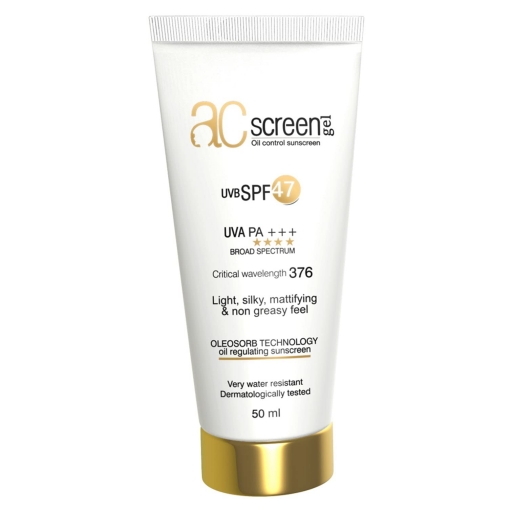 ac screen gel
Oil control sunscreen
UVB SPF 47
UVA PA +++
★★★★
BROAD SPECTRUM
Critical wavelength 376
Light, silky, mattifying
& non greasy feel
OLEOSORB TECHNOLOGY
oil regulating sunscreen
Very water resistant
Dermatologically tested
50 ml